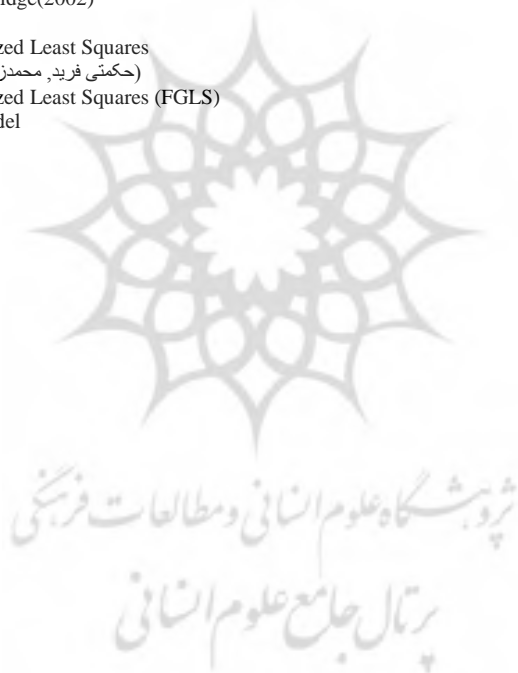 dge(2002)
zed Least Squares
(حکمتی فرید, محمدز
zed Least Squares (FGLS)
del
پژوهشگاه علوم انسانی و مطالعات فرهنگی
پرتال جامع علوم انسانی